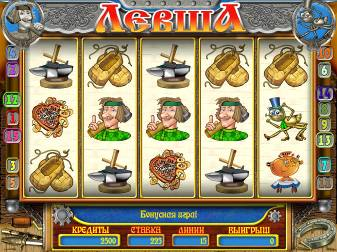 ЛЕВША
Бонусная игра!
КРЕДИТЫ СТАВКА ЛИНИИ ВЫИГРЫШ
2500 225 15 0